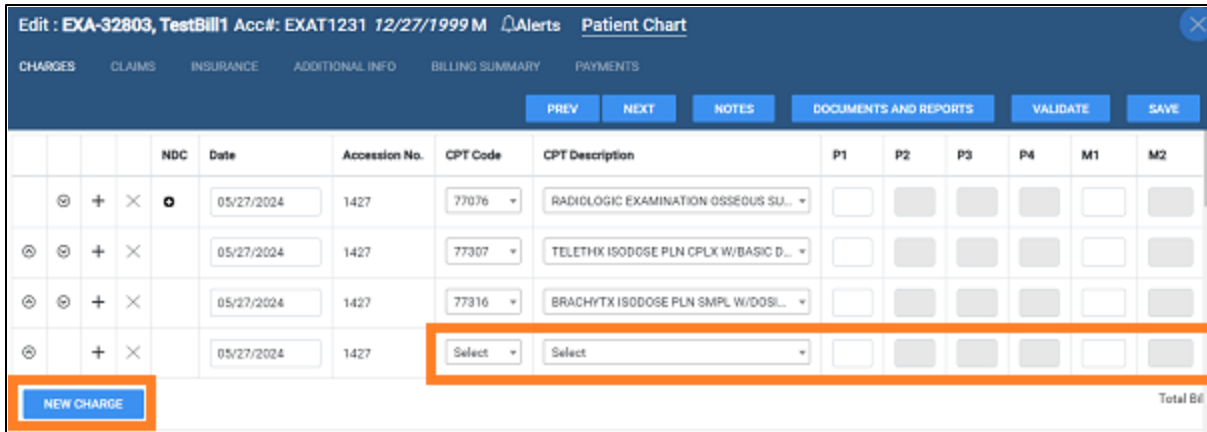 Edit : EXA-32803, TestBill1 Acc#: EXAT1231 12/27/1999 M Alerts Patient Chart
CHARGES CLAIMS INSURANCE ADDITIONAL INFO BILLING SUMMARY PAYMENTS
PREV NEXT NOTES DOCUMENTS AND REPORTS VALIDATE SAVE
NDC Date Accession No. CPT Code CPT Description P1 P2 P3 P4 M1 M2
05/27/2024 1427 77076 RADIOLOGIC EXAMINATION OSSEOUS SU...
05/27/2024 1427 77307 TELETHX ISODOSE PLN CPLX W/BASIC D...
05/27/2024 1427 77316 BRACHYTX ISODOSE PLN SMPL W/DOSI...
05/27/2024 1427 Select Select
NEW CHARGE
Total Bil